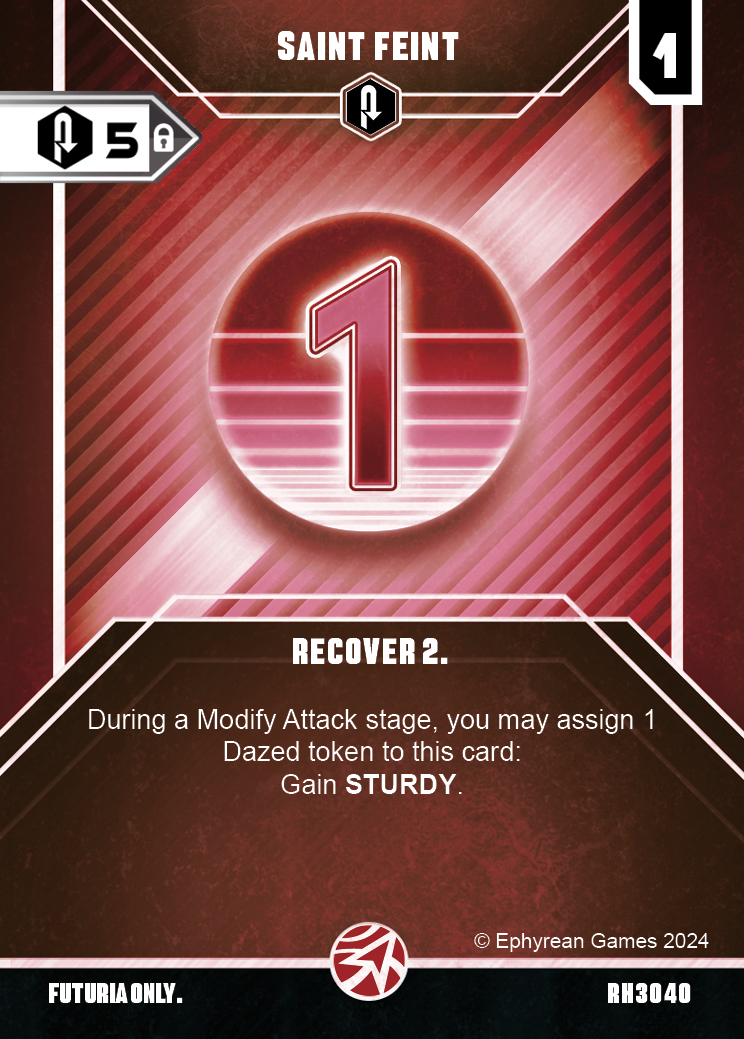 SAINT FEINT
1
5
1
RECOVER 2.
During a Modify Attack stage, you may assign 1
Dazed token to this card:
Gain STURDY.
© Ephyrean Games 2024
FUTURIA ONLY.
RH3040